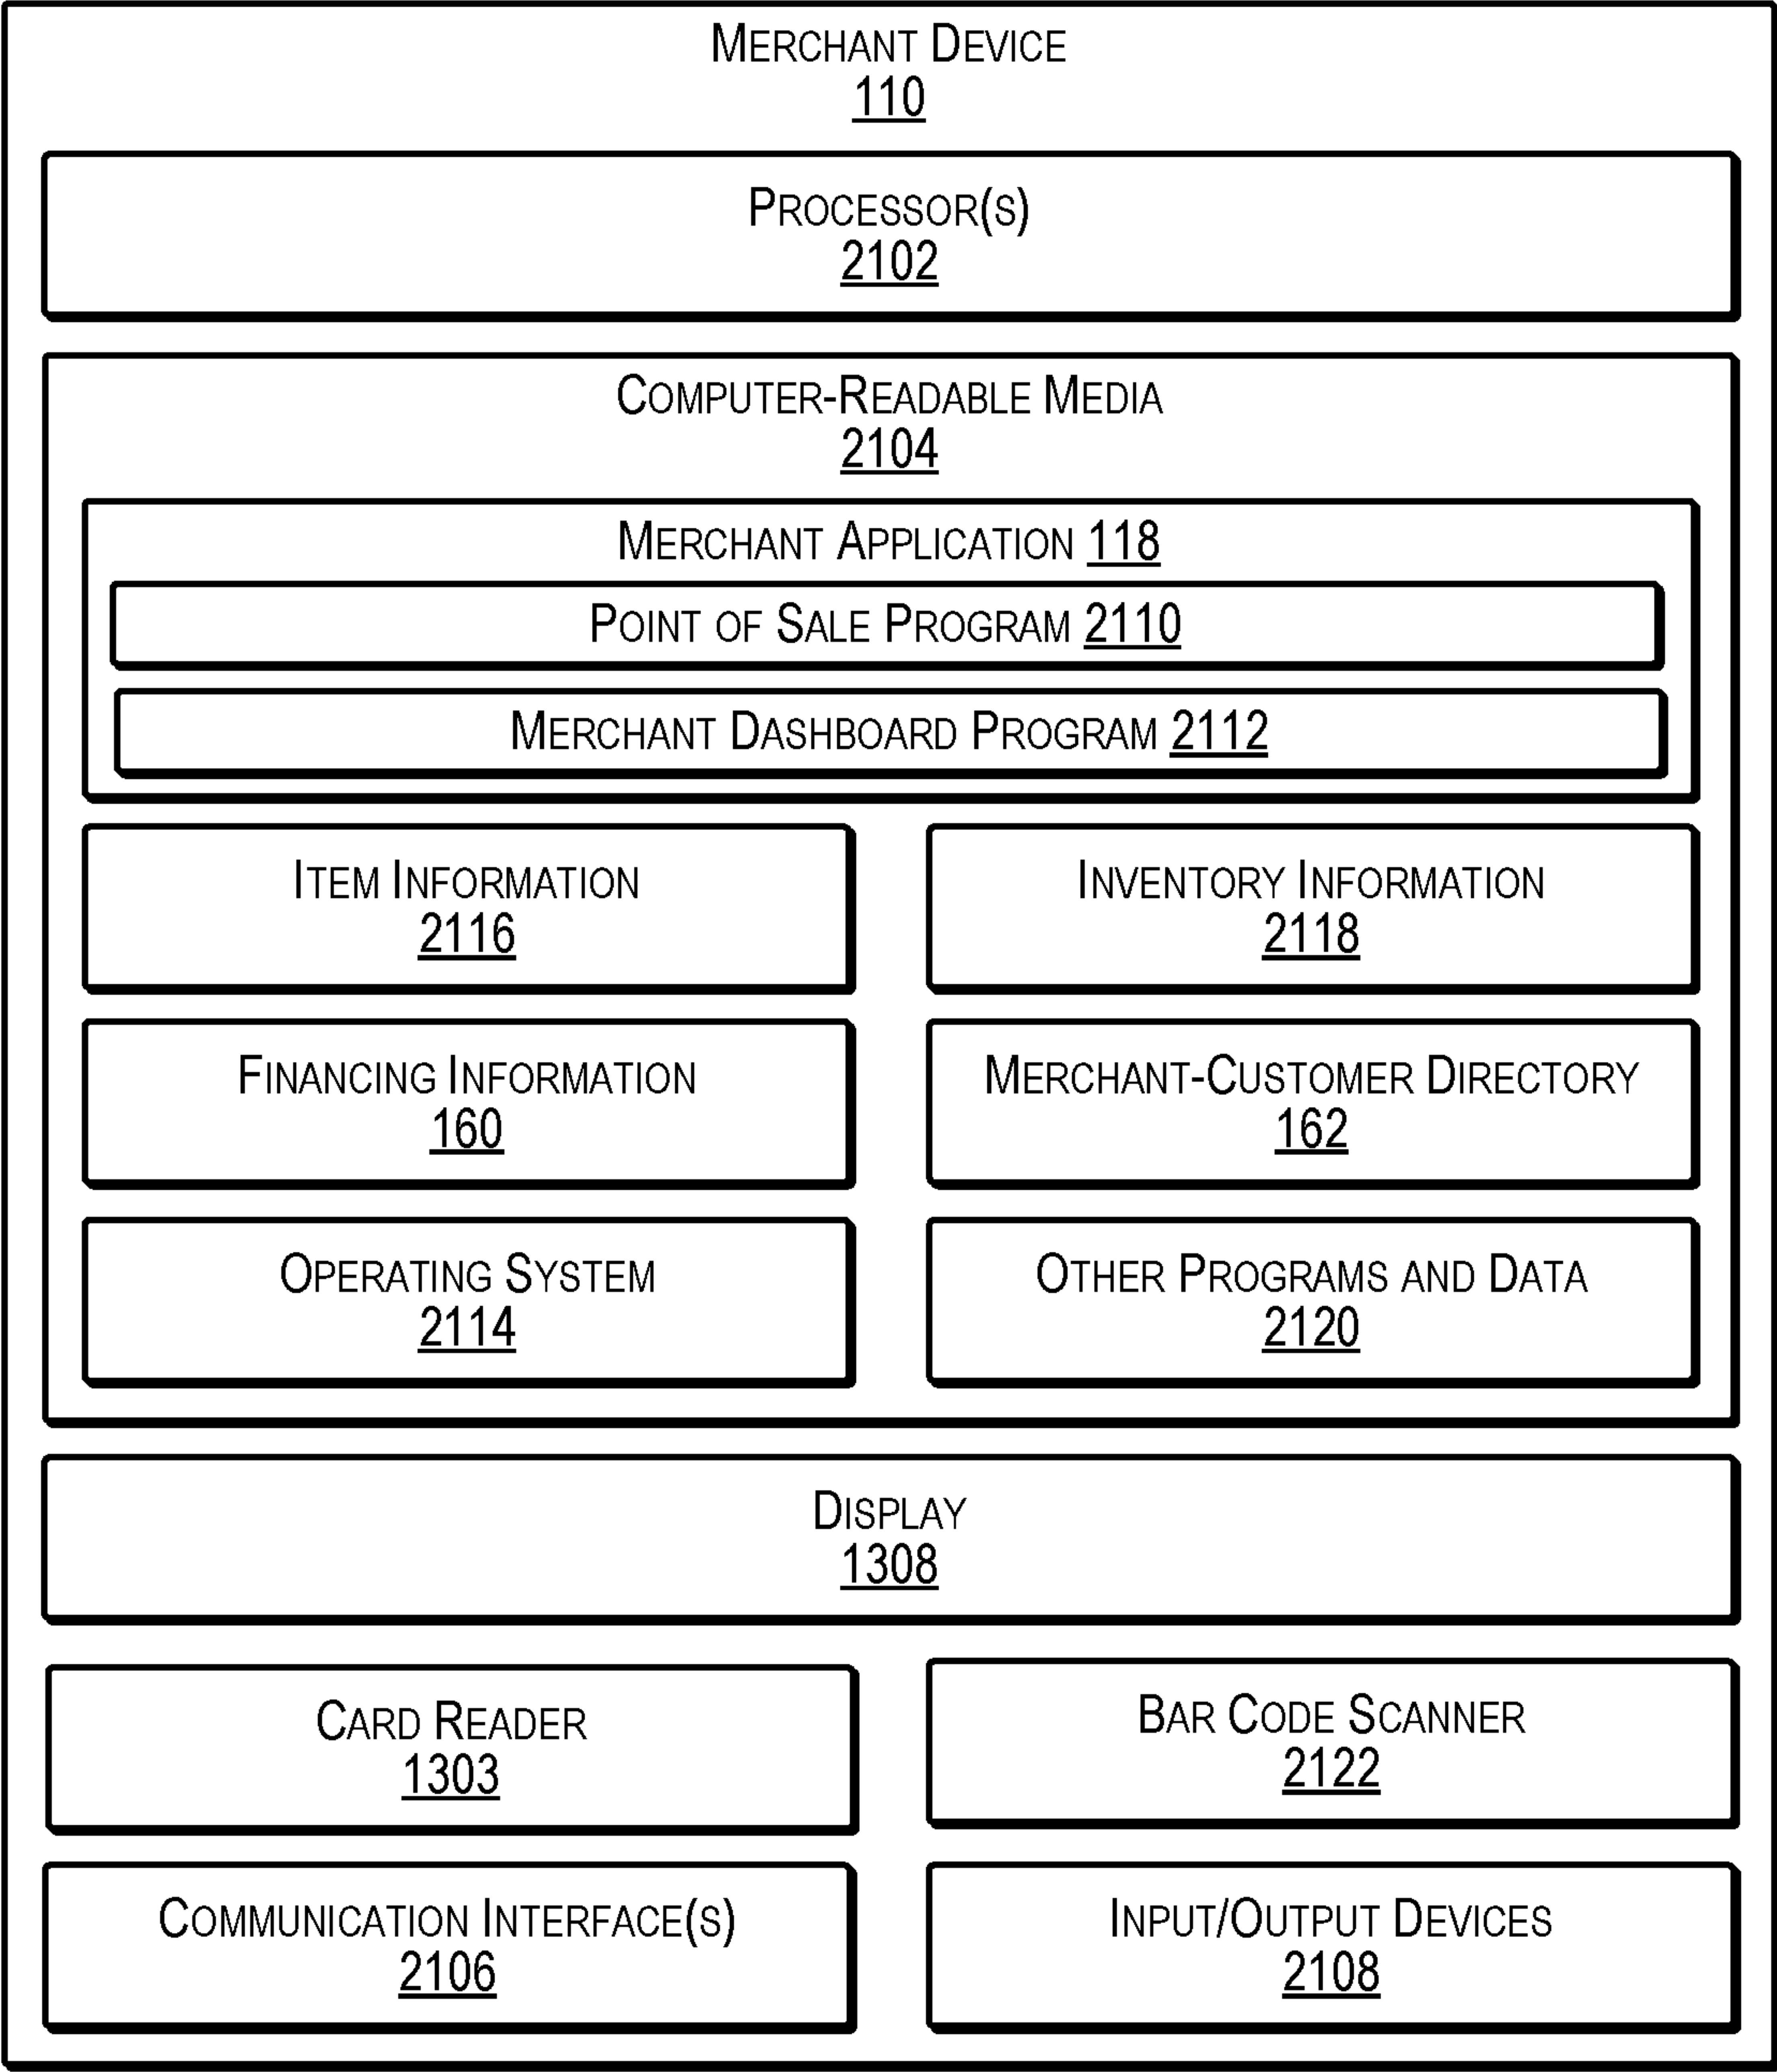 Merchant Device
110
Processor(s)
2102
Computer-Readable Media
2104
Merchant Application 118
Point of Sale Program 2110
Merchant Dashboard Program 2112
Item Information
2116
Inventory Information
2118
Financing Information
160
Merchant-Customer Directory
162
Operating System
2114
Other Programs and Data
2120
Display
1308
Card Reader
1303
Bar Code Scanner
2122
Communication Interface(s)
2106
Input/Output Devices
2108